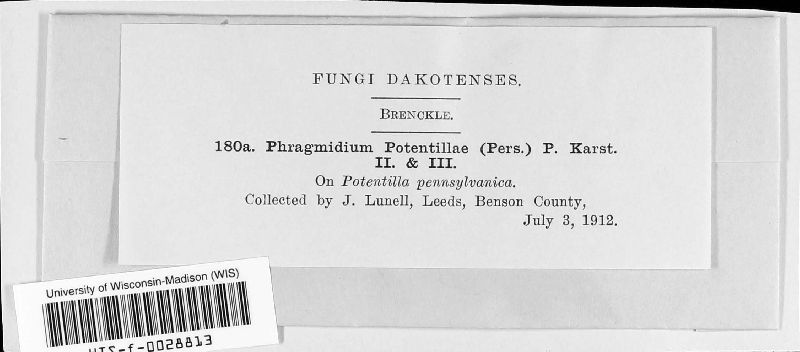 FUNGI DAKOTENSES.
BRENCKLE.
180a. Phragmidium Potentillae (Pers.) P. Karst.
II. & III.
On Potentilla pennsylvanica.
Collected by J. Lunell, Leeds, Benson County,
July 3, 1912.
University of Wisconsin-Madison (WIS)
WIS-f-0028813